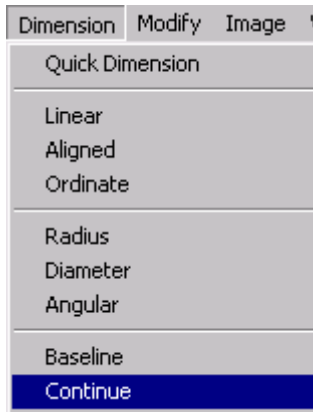 Dimension Modify Image
Quick Dimension
Linear
Aligned
Ordinate
Radius
Diameter
Angular
Baseline
Continue